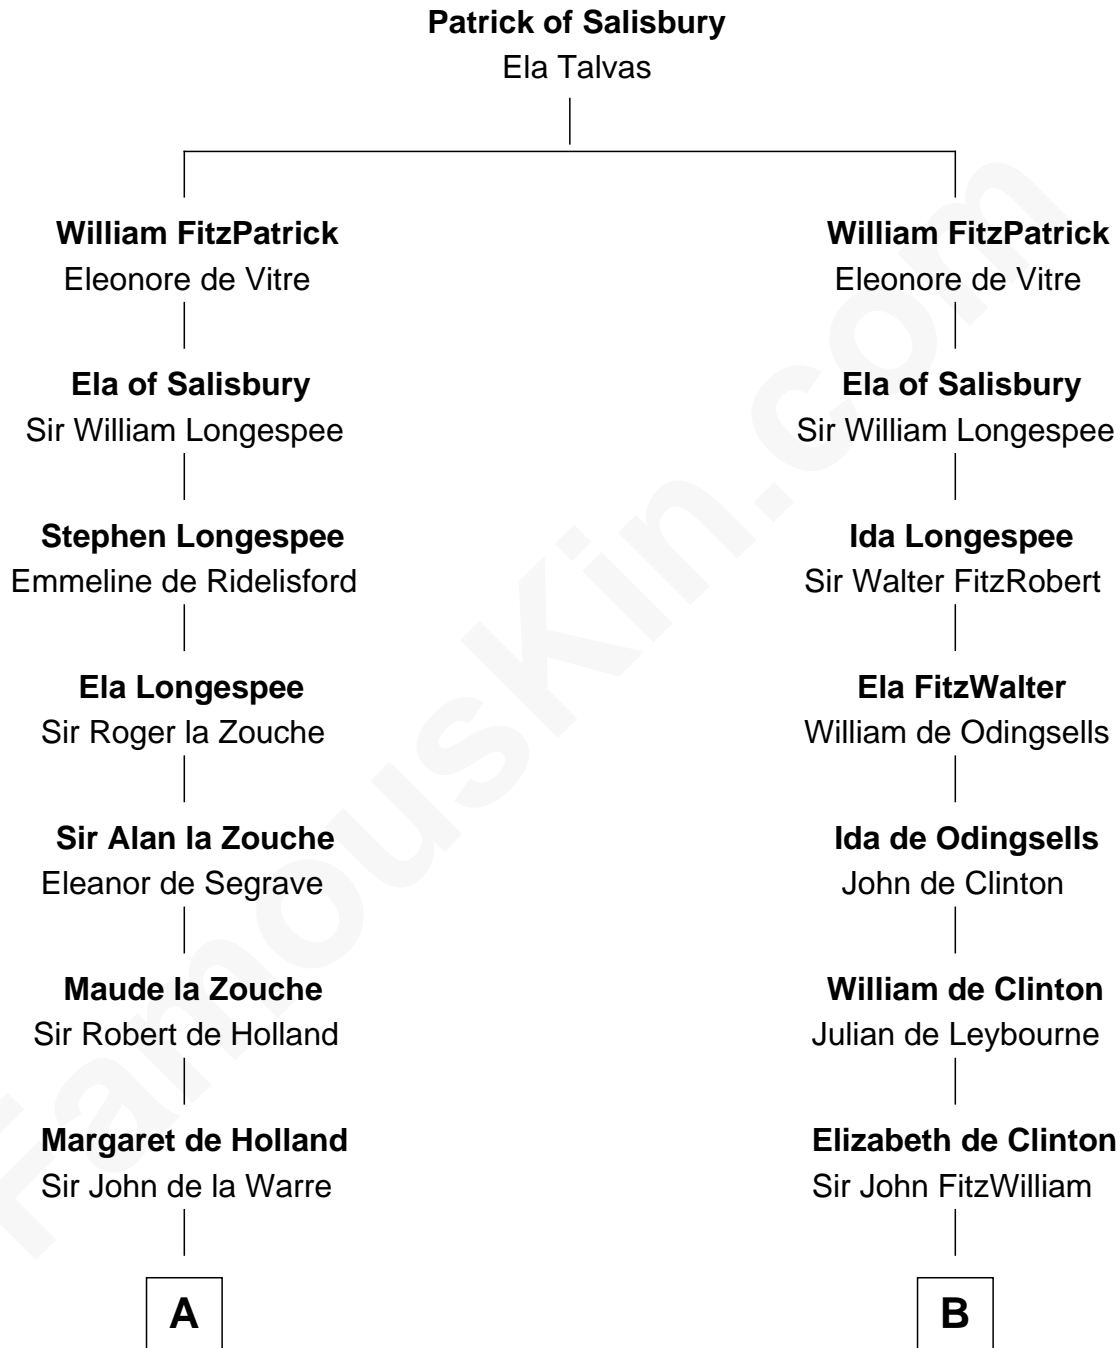 Patrick of Salisbury
Ela Talvas
William FitzPatrick
Eleonore de Vitre
Ela of Salisbury
Sir William Longespee
Stephen Longespee
Emmeline de Ridelisford
Ela Longespee
Sir Roger la Zouche
Sir Alan la Zouche
Eleanor de Segrave
Maude la Zouche
Sir Robert de Holland
Margaret de Holland
Sir John de la Warre
A
William FitzPatrick
Eleonore de Vitre
Ela of Salisbury
Sir William Longespee
Ida Longespee
Sir Walter FitzRobert
Ela FitzWalter
William de Odingsells
Ida de Odingsells
John de Clinton
William de Clinton
Julian de Leybourne
Elizabeth de Clinton
Sir John FitzWilliam
B
FamousKin.com